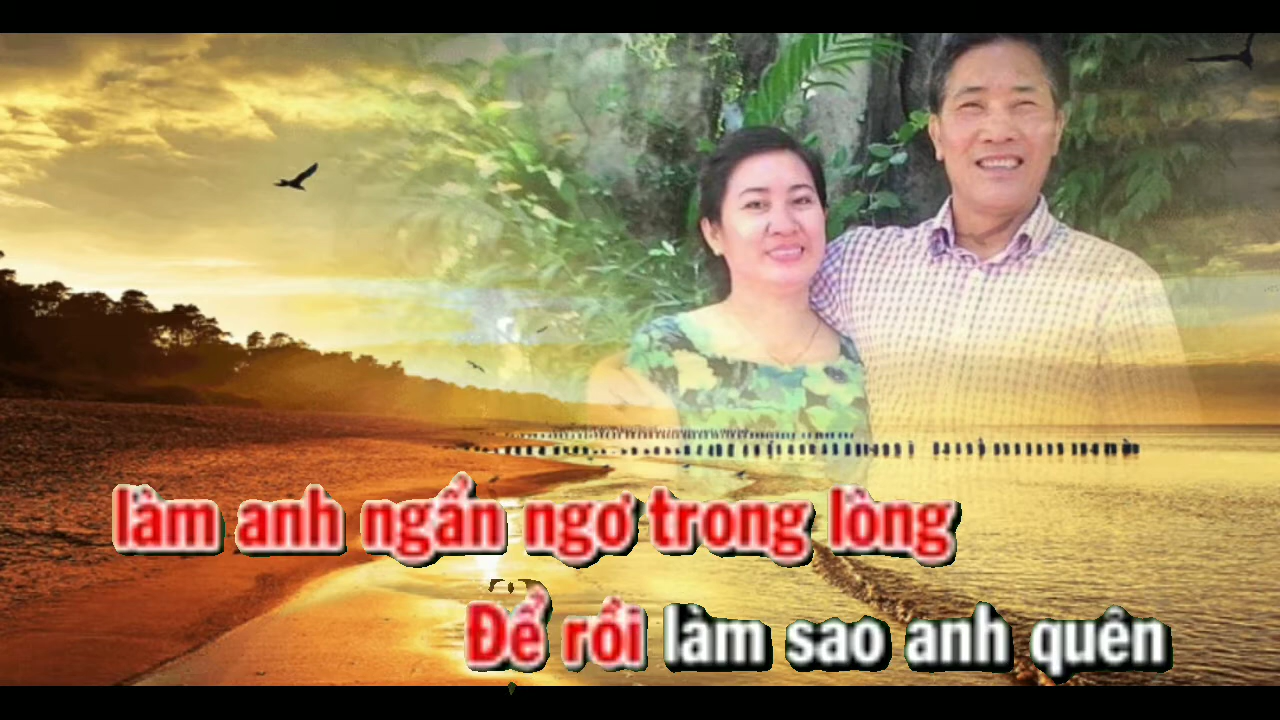 làm anh ngẩn ngơ trong lòng
Để rồi làm sao anh quên